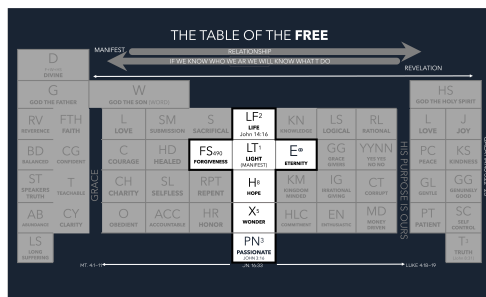 THE TABLE OF THE FREE
MANIFEST
RELATIONSHIP
IF WE KNOW WHO WE AR WE WILL KNOW WHAT T DO
REVELATION
D
DIVINE
G
GOD THE FATHER
W
GOD THE SON (WORD)
HS
GOD THE HOLY SPIRIT
RV
REVERENCE
FTH
FAITH
L
LOVE
SM
SUBMISSION
S
SACRIFICAL
LF2
LIFE
John 14:16
KN
KNOWLEDGE
LS
LOGICAL
RL
RATIONAL
L
LOVE
J
JOY
BD
BALANCED
CG
CONFIDENT
C
COURAGE
HD
HEALED
FS490
FORGIVENESS
LT1
LIGHT
(MANIFEST)
E∞
ETERNITY
GG
GRACE
GIVEN
YYNN
YES YES
NO NO
PC
PEACE
KS
KINDNESS
ST
SPEAKERS
TRUTH
T
TEACHABLE
GRACE
CH
CHARITY
SL
SELFLESS
RPT
REPENT
H8
HOPE
KM
KINGDOM
MINDED
IG
IRRATIONAL
GIVING
CT
CORRUPT
HIS PURPOSE IS OURS
GL
GENTLE
GG
GENUINELY
GOOD
AB
ABUNDANCE
CY
CLARITY
O
OBEDIENT
ACC
ACCOUNTABLE
HR
HONOR
X5
WITHIN
HLC
COMMITMENT
EN
ENTHUSIASTIC
MD
MONEY
DRIVEN
PT
PATIENT
SC
SELF
CONTROL
LS
LONG
SUFFERING
PN3
PASSIONATE
JOHN 3:16
T5
TRUTH
MT. 4:1-11
JN. 16:33
LUKE 4:18-19